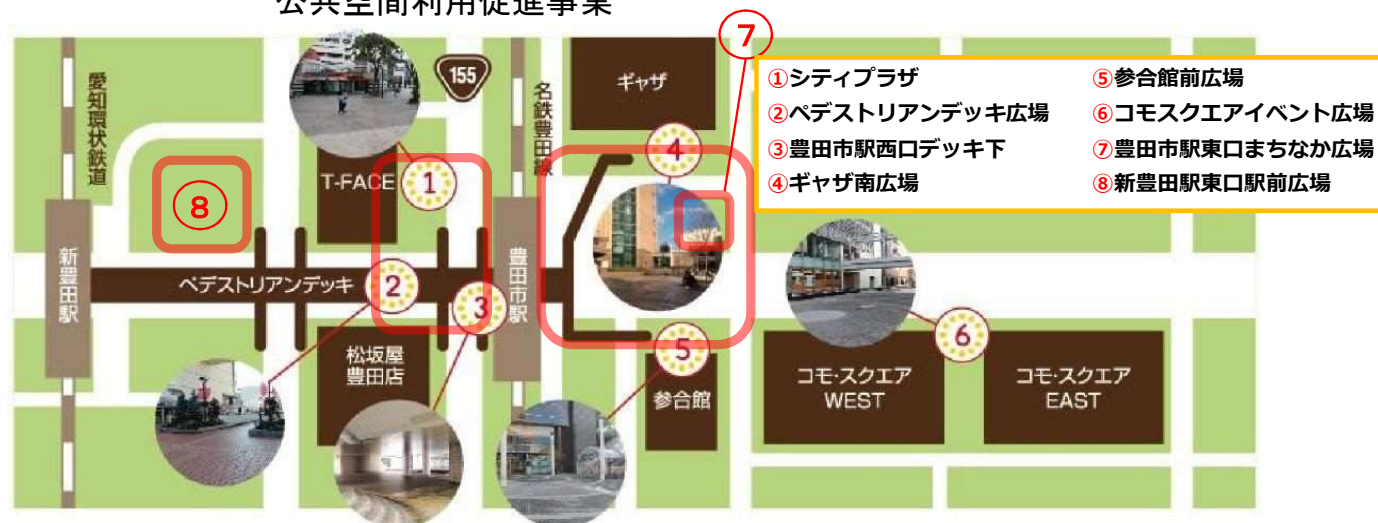 公共空間利用促進事業
⑦
①シティプラザ
②ペデストリアンデッキ広場
③豊田市駅西口デッキ下
④ギャザ南広場
⑤参合館前広場
⑥コモスクエアイベント広場
⑦豊田市駅東口まちなか広場
⑧新豊田駅東口駅前広場
愛知環状鉄道
155
名鉄豊田線
ギャザ
T-FACE
1
4
⑧
新豊田駅
ペデストリアンデッキ
2
3
豊田市駅
松坂屋
豊田店
5
参合館
6
コモ・スクエア
WEST
コモ・スクエア
EAST